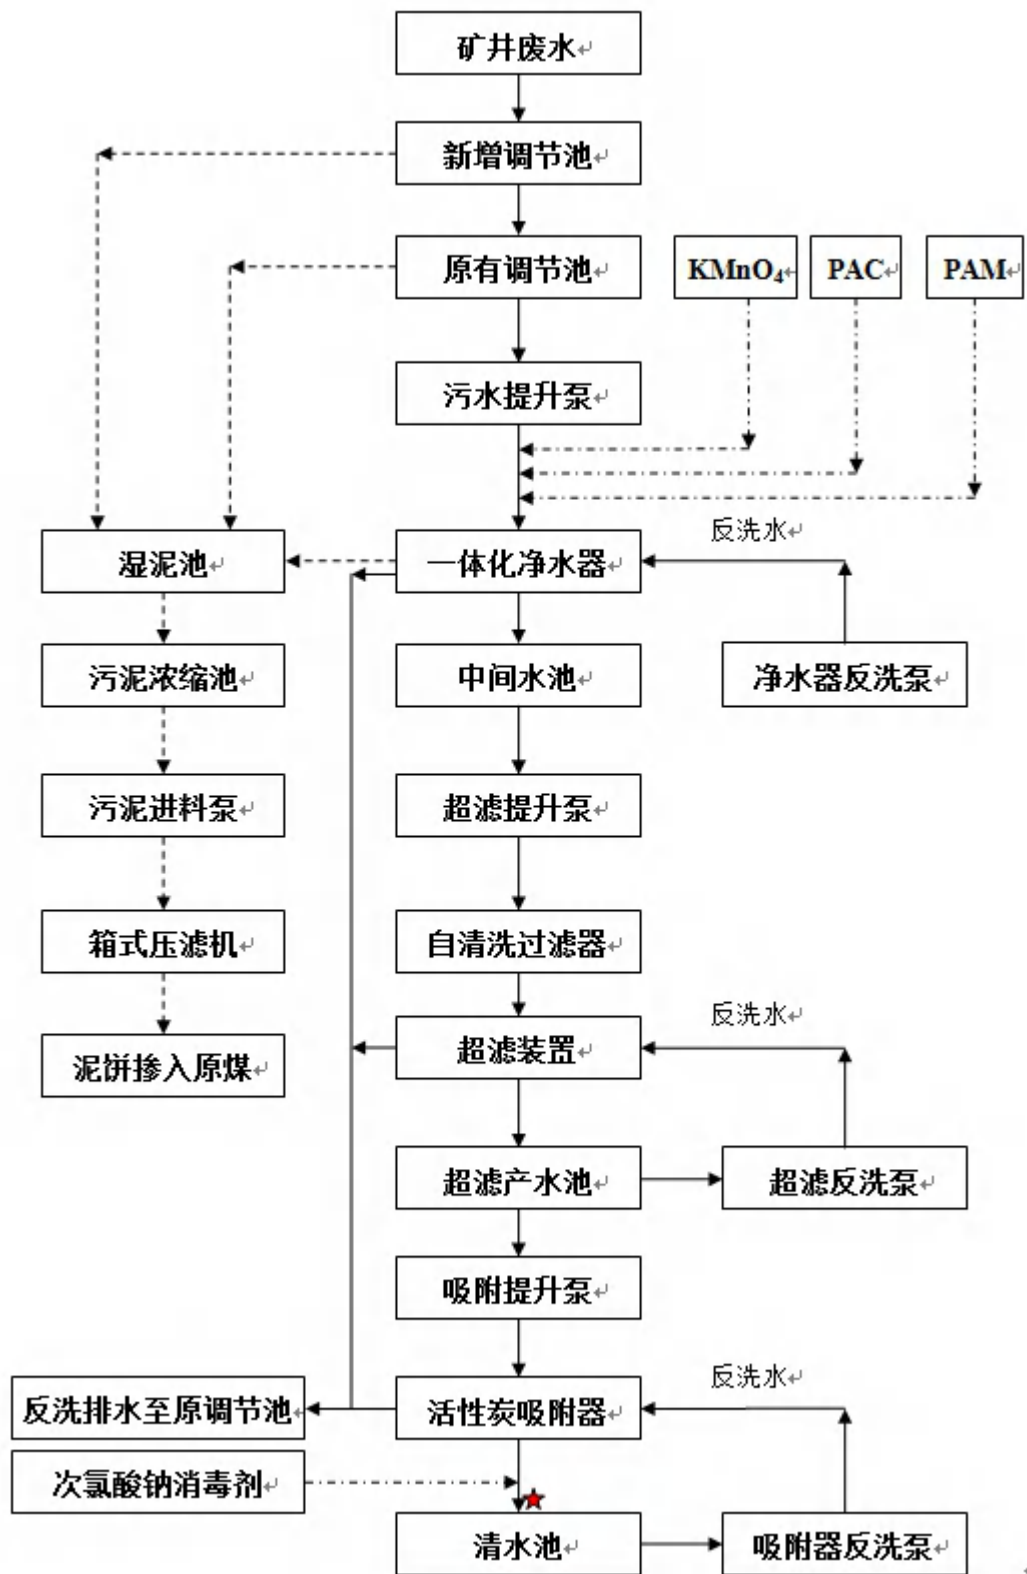 矿井废水
新增调节池
原有调节池
KMnO₄
PAC
PAM
污水提升泵
反洗水
湿泥池
一体化净水器
污泥浓缩池
中间水池
净水器反洗泵
污泥进料泵
超滤提升泵
箱式压滤机
自清洗过滤器
反洗水
超滤装置
泥饼掺入原煤
超滤产水池
超滤反洗泵
吸附提升泵
反洗水
反洗排水至原调节池
活性炭吸附器
次氯酸钠消毒剂
清水池
吸附器反洗泵